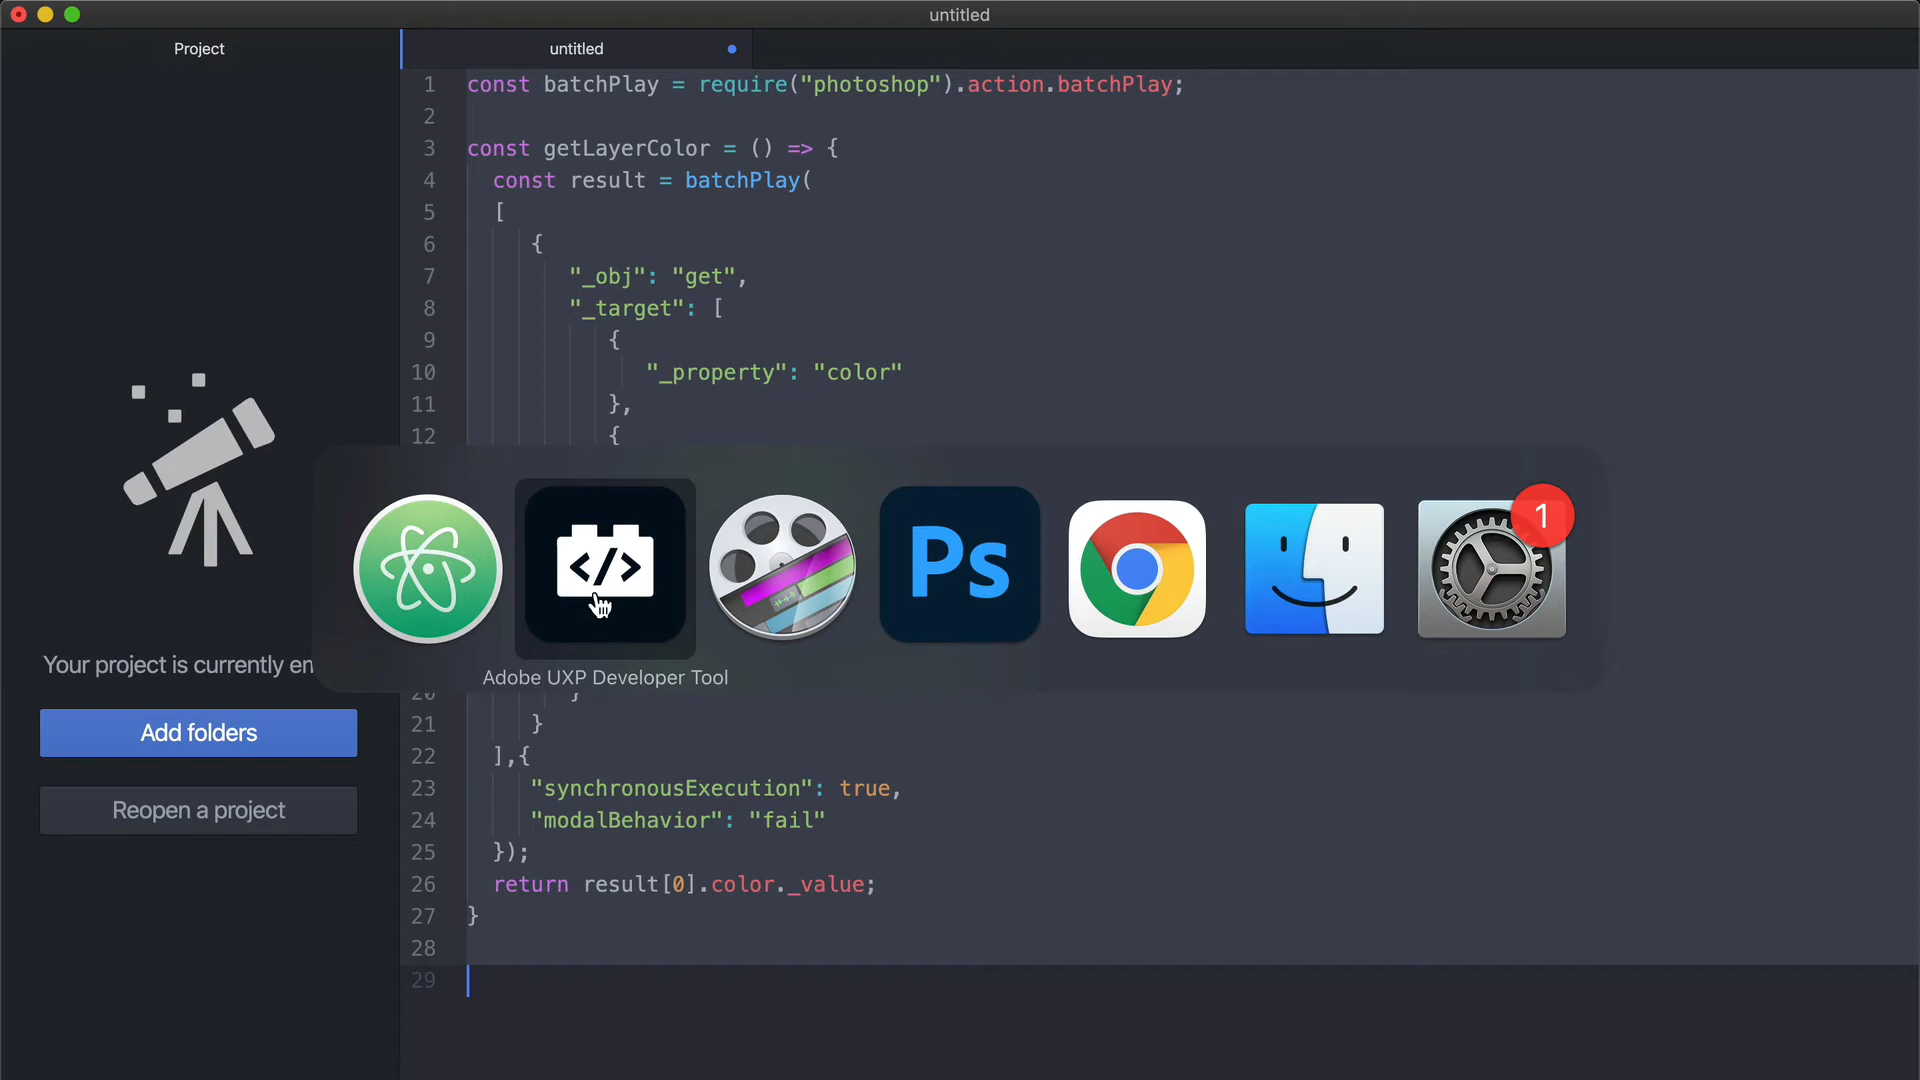 untitled
Project
untitled
1 const batchPlay = require("photoshop").action.batchPlay;
2
3 const getLayerColor = () => {
4 const result = batchPlay(
5 [
6 {
7 "_obj": "get",
8 "_target": [
9 {
10 "_property": "color"
11 },
12 {
Ps
</>
1
Adobe UXP Developer Tool
Your project is currently
Add folders
Reopen a project
20 }
21 }
22 ],{
23 "synchronousExecution": true,
24 "modalBehavior": "fail"
25 });
26 return result[0].color._value;
27 }
28
29